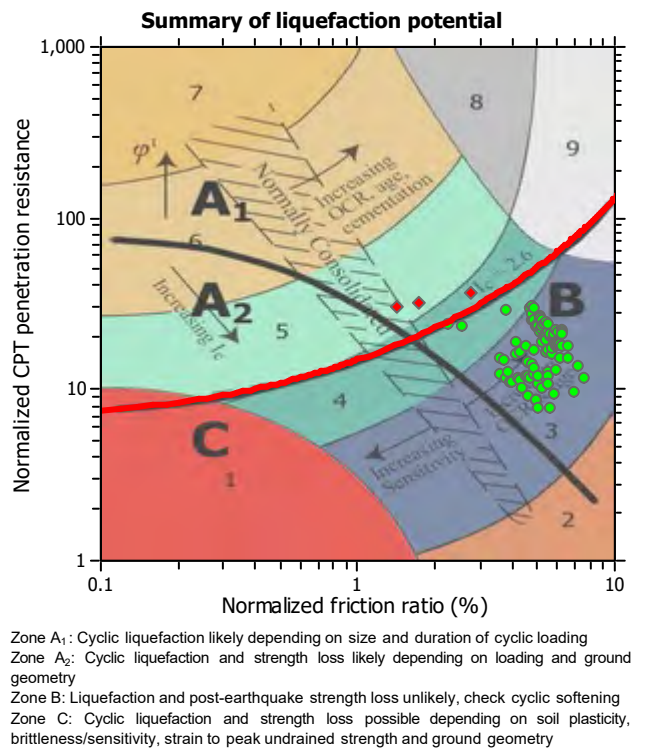 Summary of liquefaction potential
1,000
100
10
1
0.1
1
10
Normalized CPT penetration resistance
Normalized friction ratio (%)
7
8
9
φ'
A1
Increasing
OCR, age,
cementation
Normally Consolidated
6
A2
Increasing Ic
5
Ic = 2.6
B
4
C
1
Increasing
Sensitivity
3
2
Zone A1: Cyclic liquefaction likely depending on size and duration of cyclic loading
Zone A2: Cyclic liquefaction and strength loss likely depending on loading and ground
geometry
Zone B: Liquefaction and post-earthquake strength loss unlikely, check cyclic softening
Zone C: Cyclic liquefaction and strength loss possible depending on soil plasticity,
brittleness/sensitivity, strain to peak undrained strength and ground geometry